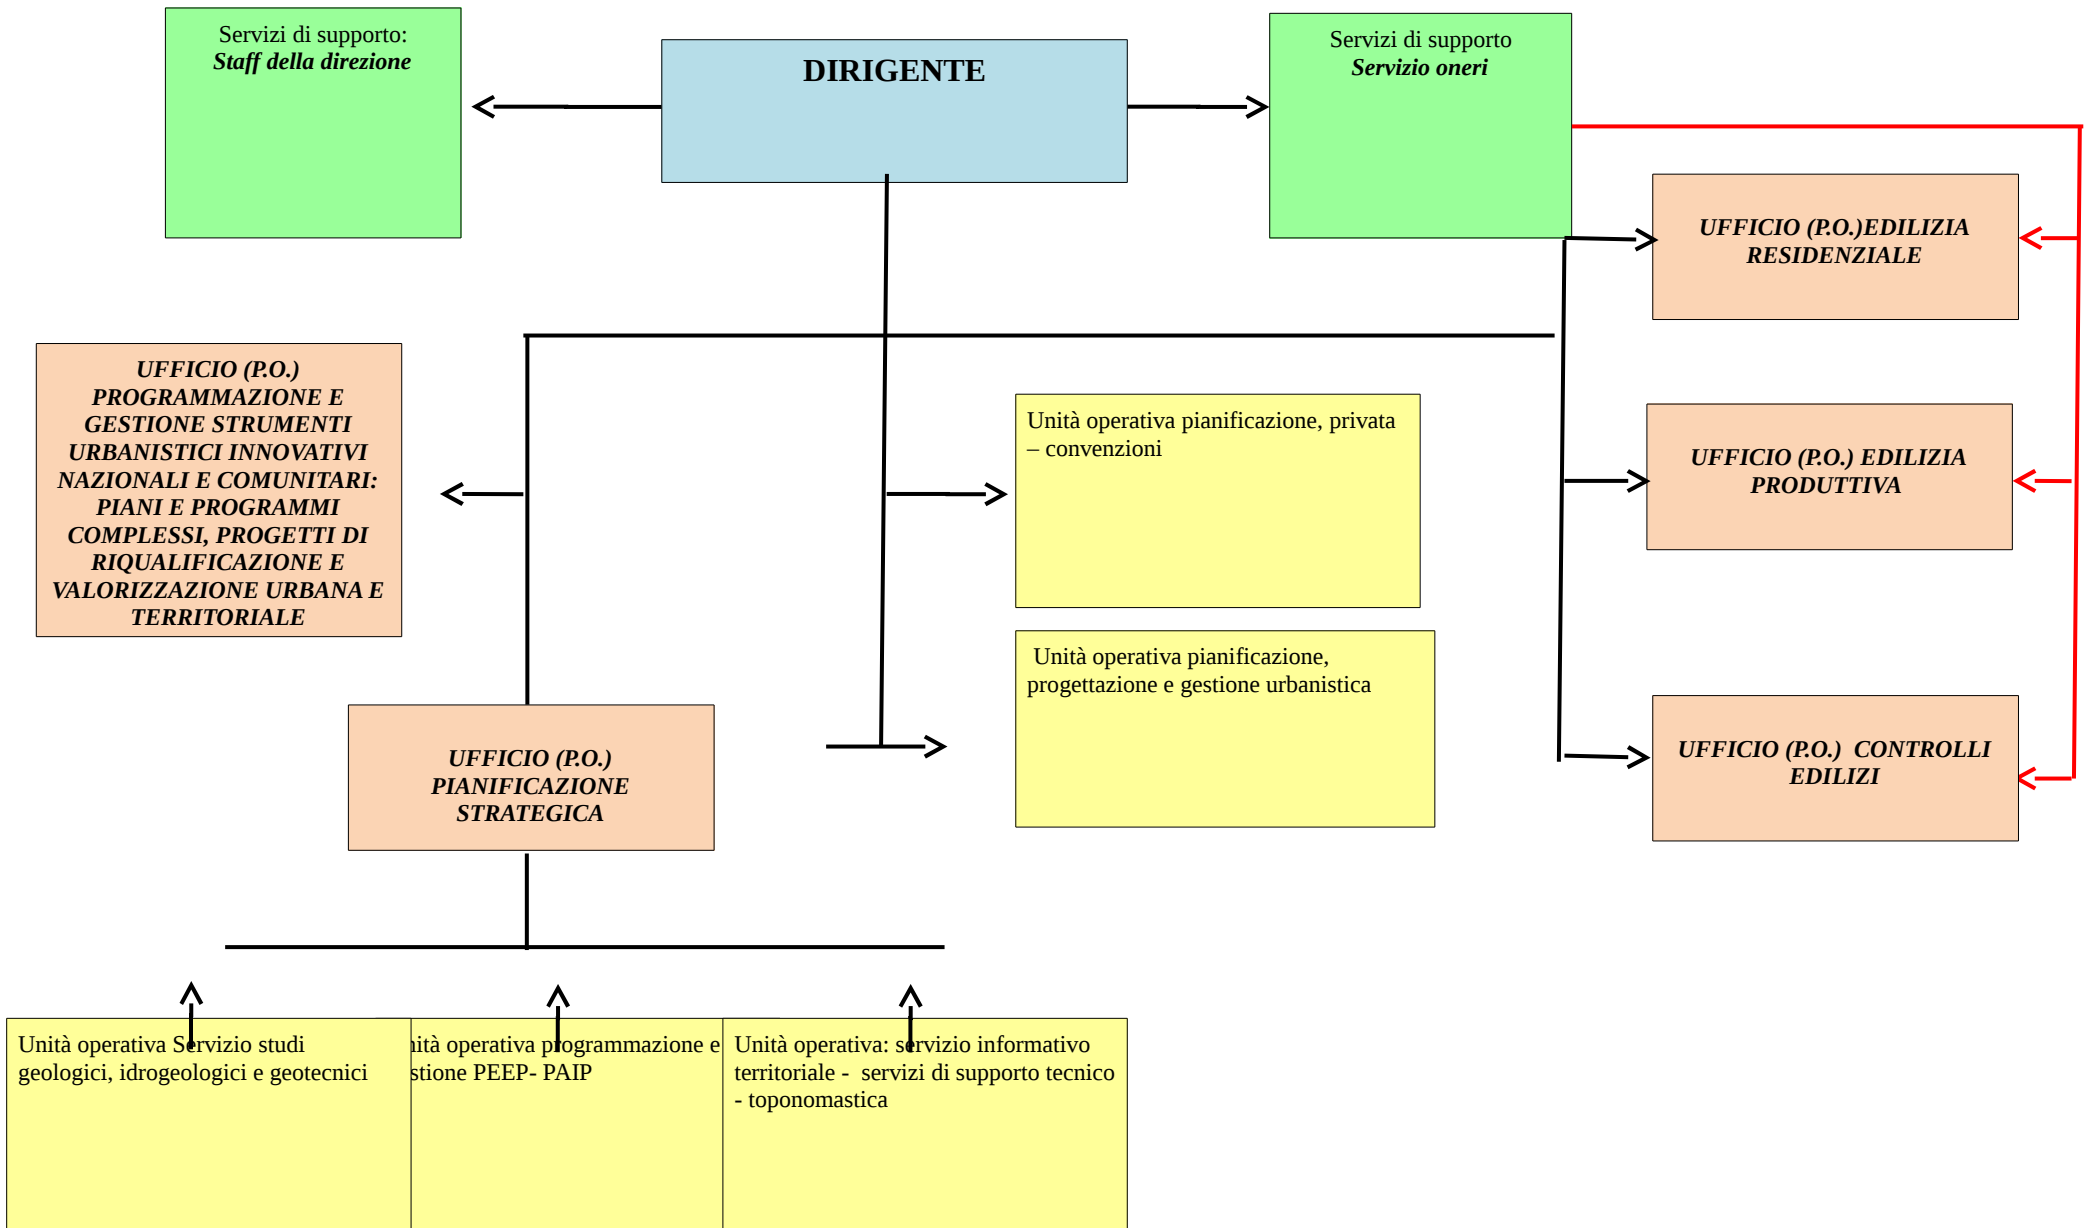 Servizi di supporto:
Staff della direzione
DIRIGENTE
Servizi di supporto
Servizio oneri
UFFICIO (P.O.)EDILIZIA
RESIDENZIALE
UFFICIO (P.O.)
PROGRAMMAZIONE E
GESTIONE STRUMENTI
URBANISTICI INNOVATIVI
NAZIONALI E COMUNITARI:
PIANI E PROGRAMMI
COMPLESSI, PROGETTI DI
RIQUALIFICAZIONE E
VALORIZZAZIONE URBANA E
TERRITORIALE
Unità operativa pianificazione, privata
– convenzioni
UFFICIO (P.O.) EDILIZIA
PRODUTTIVA
Unità operativa pianificazione,
progettazione e gestione urbanistica
UFFICIO (P.O.)
PIANIFICAZIONE
STRATEGICA
UFFICIO (P.O.) CONTROLLI
EDILIZI
Unità operativa Servizio studi
geologici, idrogeologici e geotecnici
operativa programmazione e
PEEP- PAIP
Unità operativa: servizio informativo
territoriale - servizi di supporto tecnico
- toponomastica